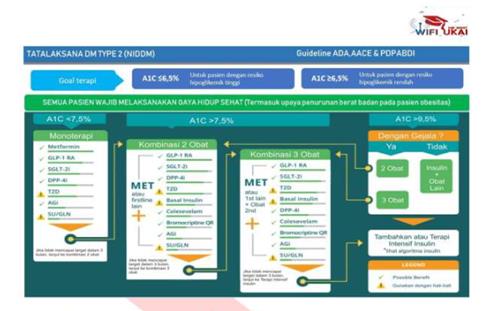 WIFI UKAI
TATALAKSANA DM TYPE 2 (NIDDM)
Guideline ADA,AACE & PDPABDI
Goal terapi
A1C ≤6,5%
Untuk pasien dengan resiko
hipoglikemik tinggi
A1C ≥6,5%
Untuk pasien dengan resiko
hipoglikemik rendah
SEMUA PASIEN WAJIB MELAKSANAKAN GAYA HIDUP SEHAT (Termasuk upaya penurunan berat badan pada pasien obesitas)
A1C <7,5%
Monoterapi
Metformin
GLP-1 RA
SGLT-2i
DPP-4i
TZD
AGi
SU/GLN
Jika tidak mencapai target dalam 3
bulan, lanjut ke kombinasi 2 obat
A1C >7,5%
Kombinasi 2 Obat
MET
atau
firstline
lain
+
GLP-1 RA
SGLT-2i
DPP-4i
TZD
Basal Insulin
Colesevelam
Bromocriptine QR
AGi
SU/GLN
Jika tidak mencapai
target dalam 3 bulan,
lanjut ke kombinasi 3
obat
Kombinasi 3 Obat
MET
atau
1st lain
+ Obat
2nd
+
GLP-1 RA
SGLT-2i
TZD
Basal insulin
DPP-4i
Colesevelam
Bromocriptine QR
AGi
SU/GLN
Jika tidak mencapai
target dalam 3 bulan,
lanjut ke Terapi intensif
Insulin
A1C >9,5%
Dengan Gejala ?
Ya
Tidak
2 Obat
3 Obat
Insulin
+
Obat
Lain
Tambahkan atau Terapi
Intensif Insulin
*lihat algoritma insulin
LEGEND
Possible Benefit
Gunakan dengan hati-hati